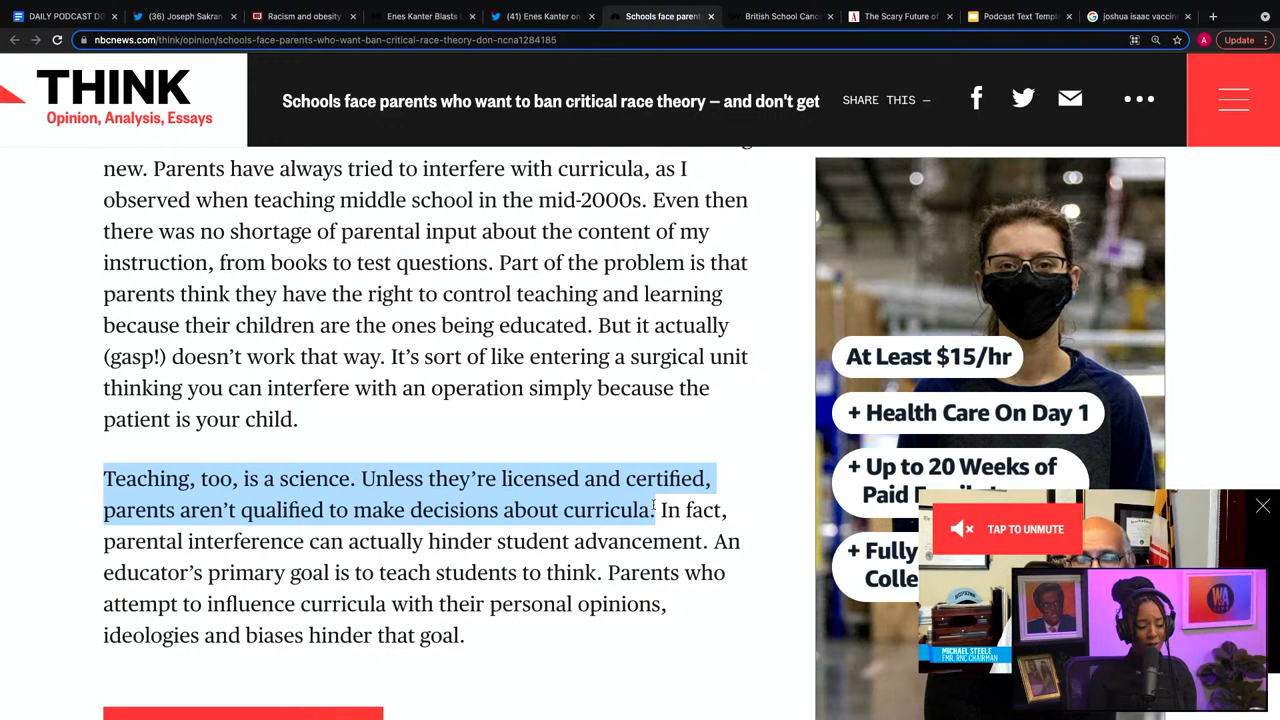 DAILY PODCAST DO
(36) Joseph Sakran
Racism and obesity
Enes Kanter Blasts L
(41) Enes Kanter on
Schools face parent
British School Canc
The Scary Future of
Podcast Text Templ
joshua isaac vaccin
nbcnews.com/think/opinion/schools-face-parents-who-want-ban-critical-race-theory-don-ncna1284185
A
Update
THINK
Opinion, Analysis, Essays
Schools face parents who want to ban critical race theory — and don't get
SHARE THIS —
new. Parents have always tried to interfere with curricula, as I
observed when teaching middle school in the mid-2000s. Even then
there was no shortage of parental input about the content of my
instruction, from books to test questions. Part of the problem is that
parents think they have the right to control teaching and learning
because their children are the ones being educated. But it actually
(gasp!) doesn’t work that way. It’s sort of like entering a surgical unit
thinking you can interfere with an operation simply because the
patient is your child.
Teaching, too, is a science. Unless they’re licensed and certified,
parents aren’t qualified to make decisions about curricula. In fact,
parental interference can actually hinder student advancement. An
educator’s primary goal is to teach students to think. Parents who
attempt to influence curricula with their personal opinions,
ideologies and biases hinder that goal.
At Least $15/hr
+ Health Care On Day 1
+ Up to 20 Weeks of
Paid F
+ Fully
Colle
TAP TO UNMUTE
MICHAEL STEELE
FMR. RNC CHAIRMAN